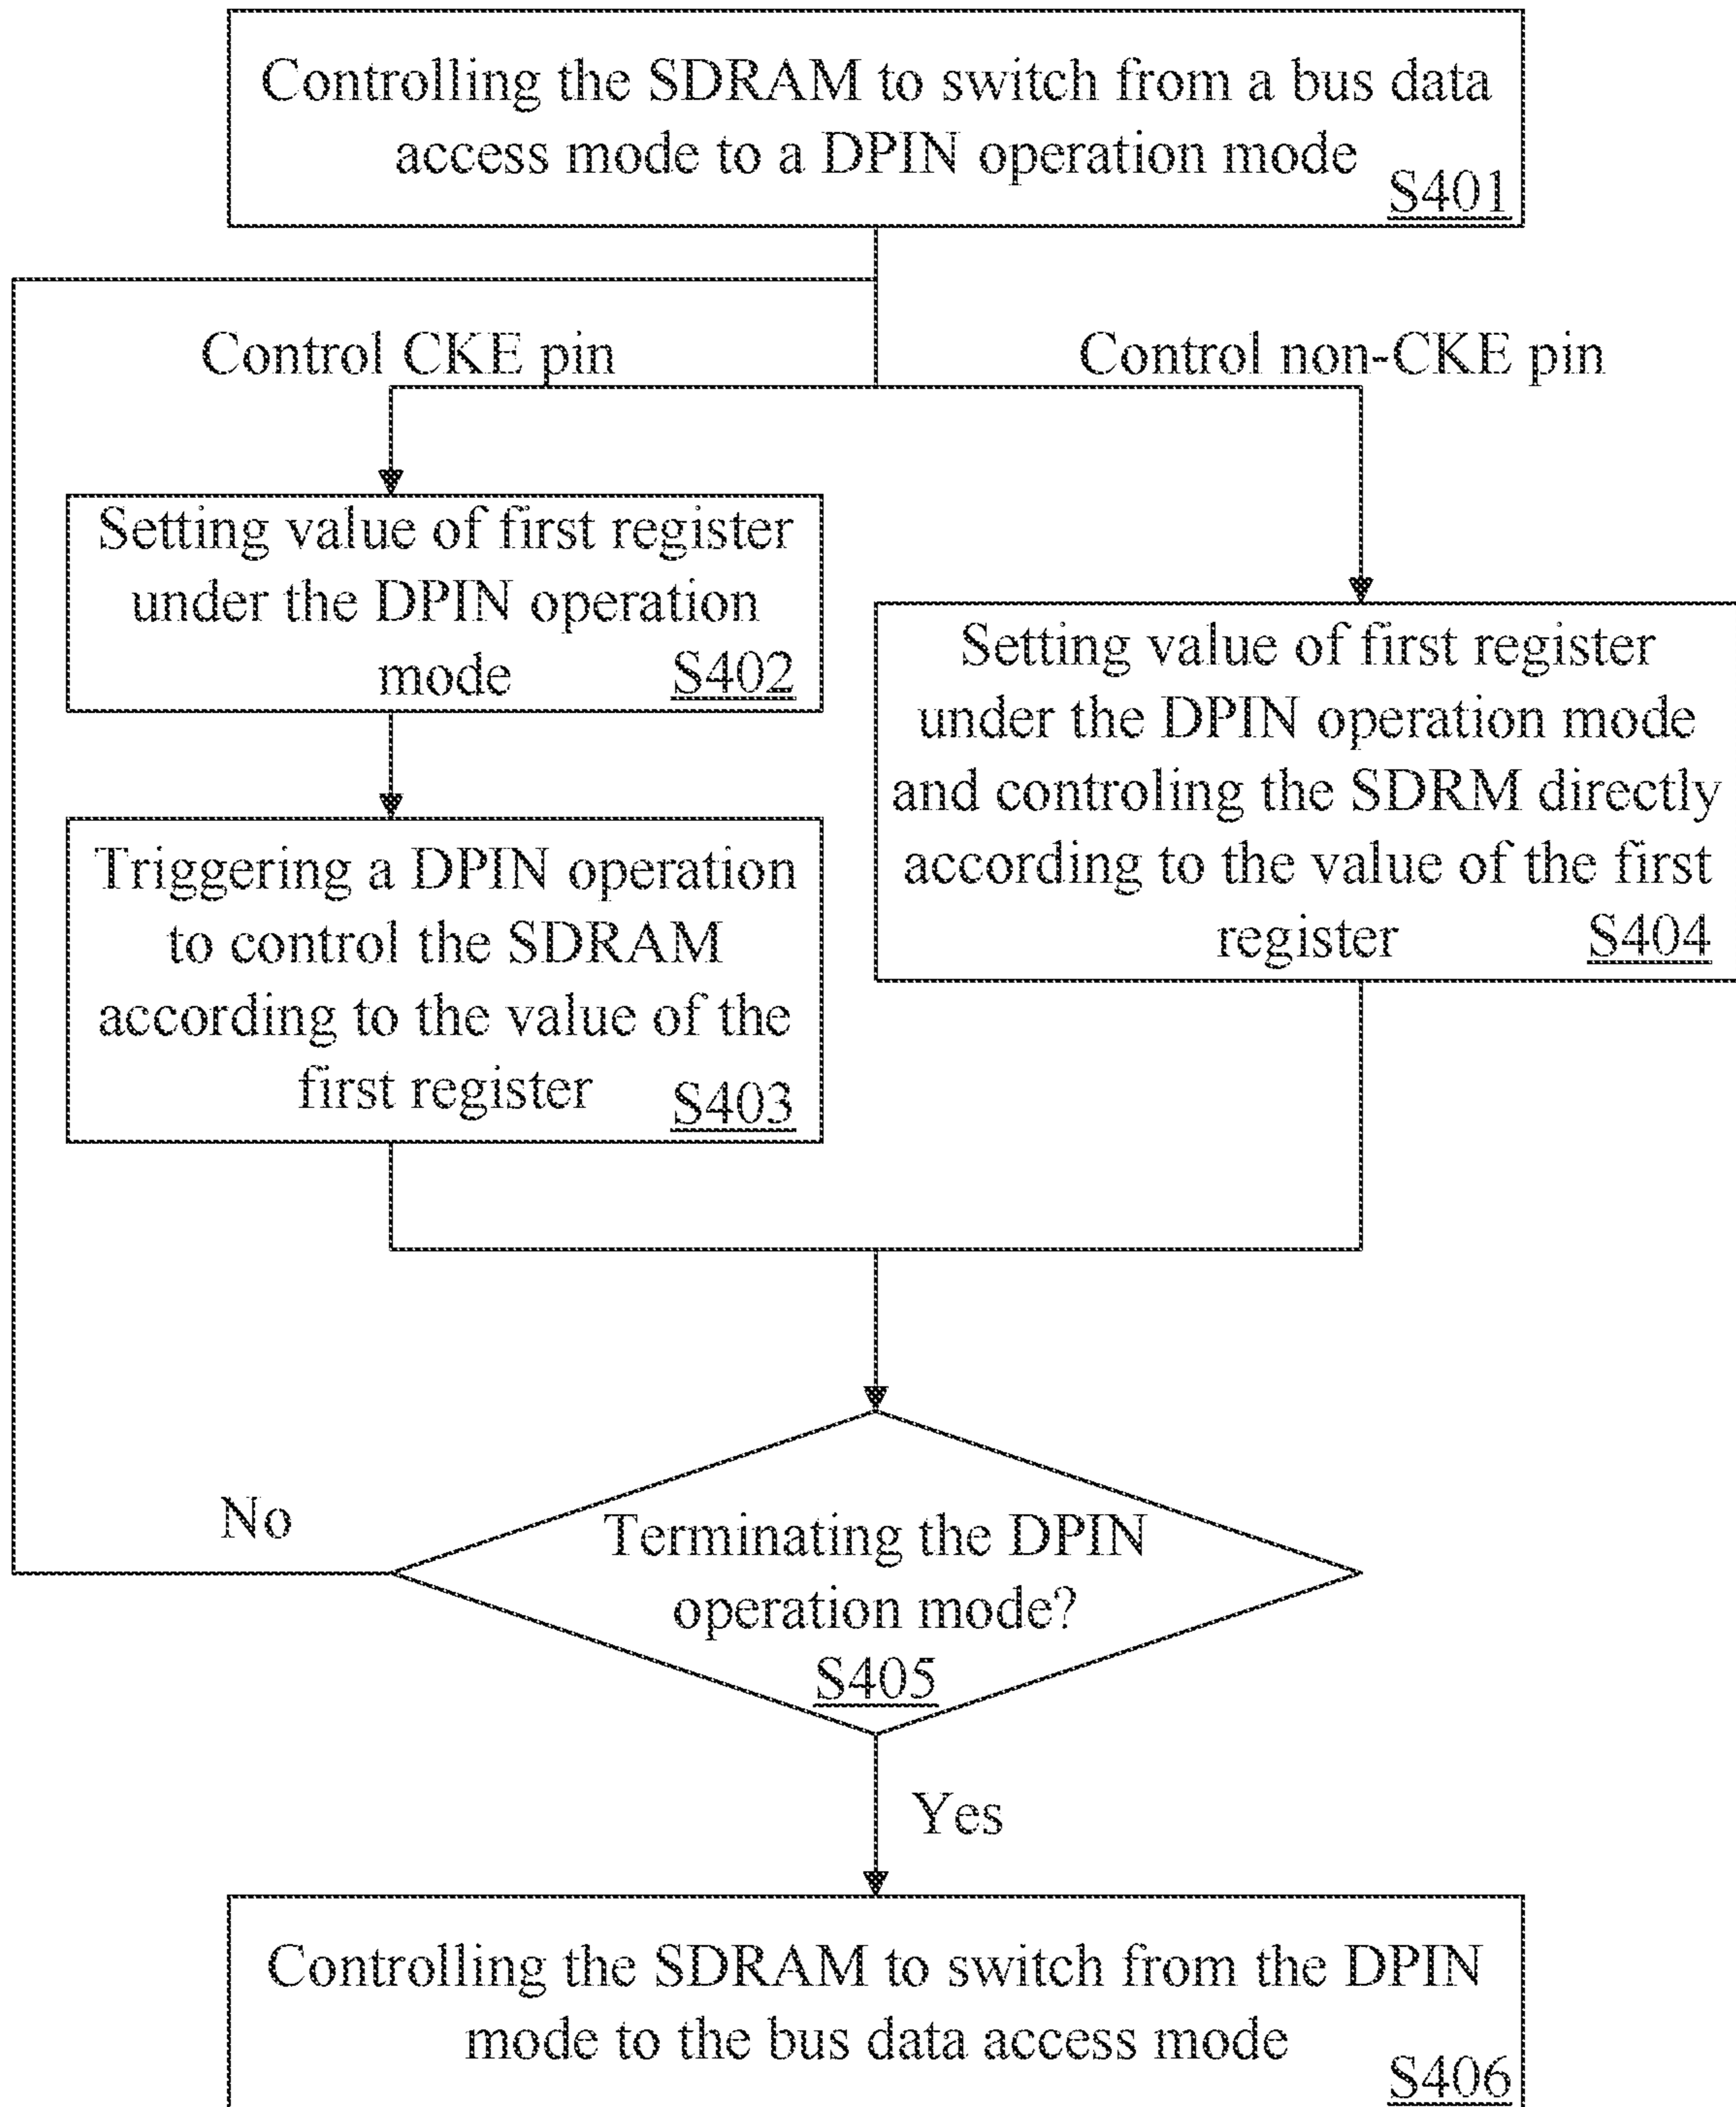 Controlling the SDRAM to switch from a bus data
access mode to a DPIN operation mode
S401
Control CKE pin
Control non-CKE pin
Setting value of first register
under the DPIN operation
mode
S402
Triggering a DPIN operation
to control the SDRAM
according to the value of the
first register
S403
Setting value of first register
under the DPIN operation mode
and controling the SDRM directly
according to the value of the first
register
S404
No
Terminating the DPIN
operation mode?
S405
Yes
Controlling the SDRAM to switch from the DPIN
mode to the bus data access mode
S406